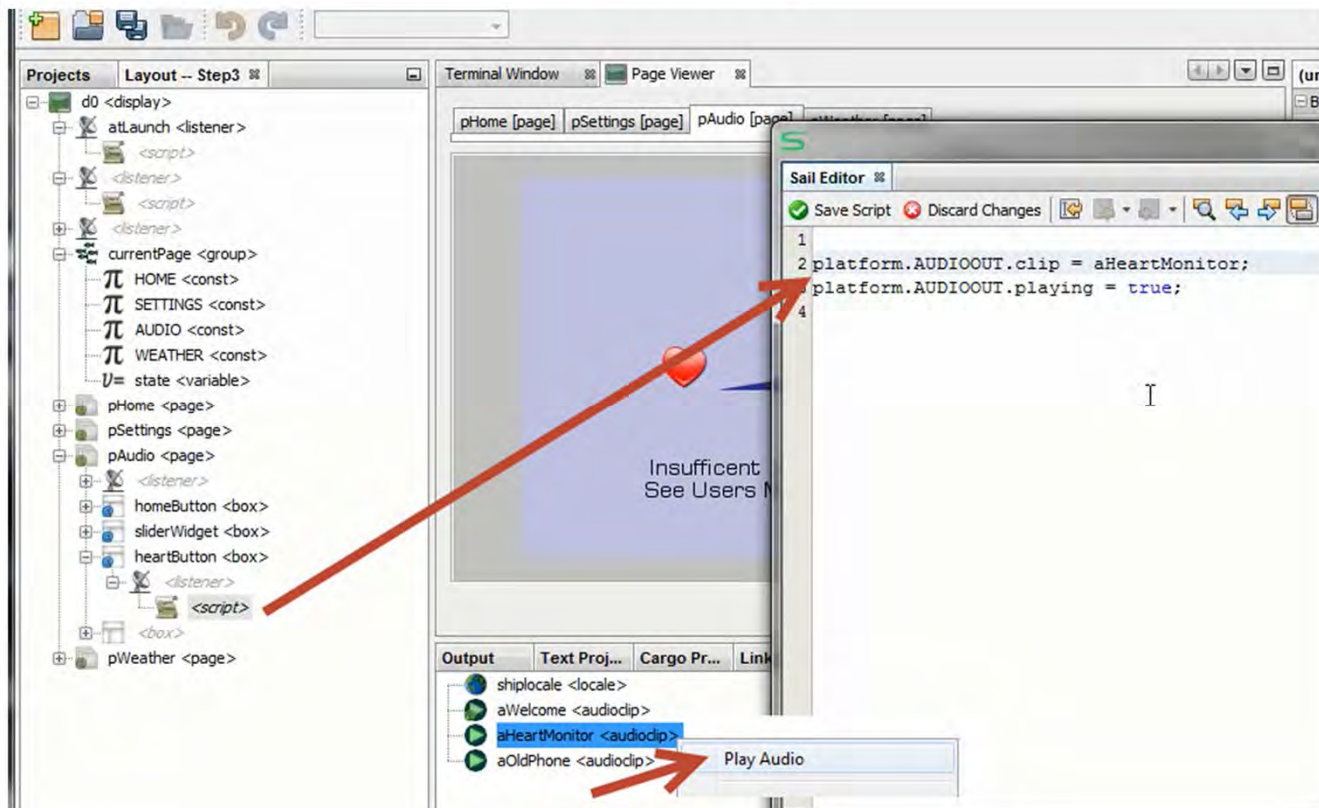 Projects Layout -- Step3
d0 <display>
atLaunch <listener>
<script>
<listener>
<script>
<listener>
currentPage <group>
HOME <const>
SETTINGS <const>
AUDIO <const>
WEATHER <const>
state <variable>
pHome <page>
pSettings <page>
pAudio <page>
<listener>
homeButton <box>
sliderWidget <box>
heartButton <box>
<listener>
<script>
<box>
pWeather <page>
Terminal Window Page Viewer
pHome [page] pSettings [page] pAudio [page]
Insufficent
See Users
Output Text Proj... Cargo Pr... Link
shiplocale <locale>
aWelcome <audioclip>
aHeartMonitor <audioclip>
aOldPhone <audioclip>
Play Audio
Sail Editor
Save Script Discard Changes
1
2 platform.AUDIOOUT.clip = aHeartMonitor;
platform.AUDIOOUT.playing = true;
4